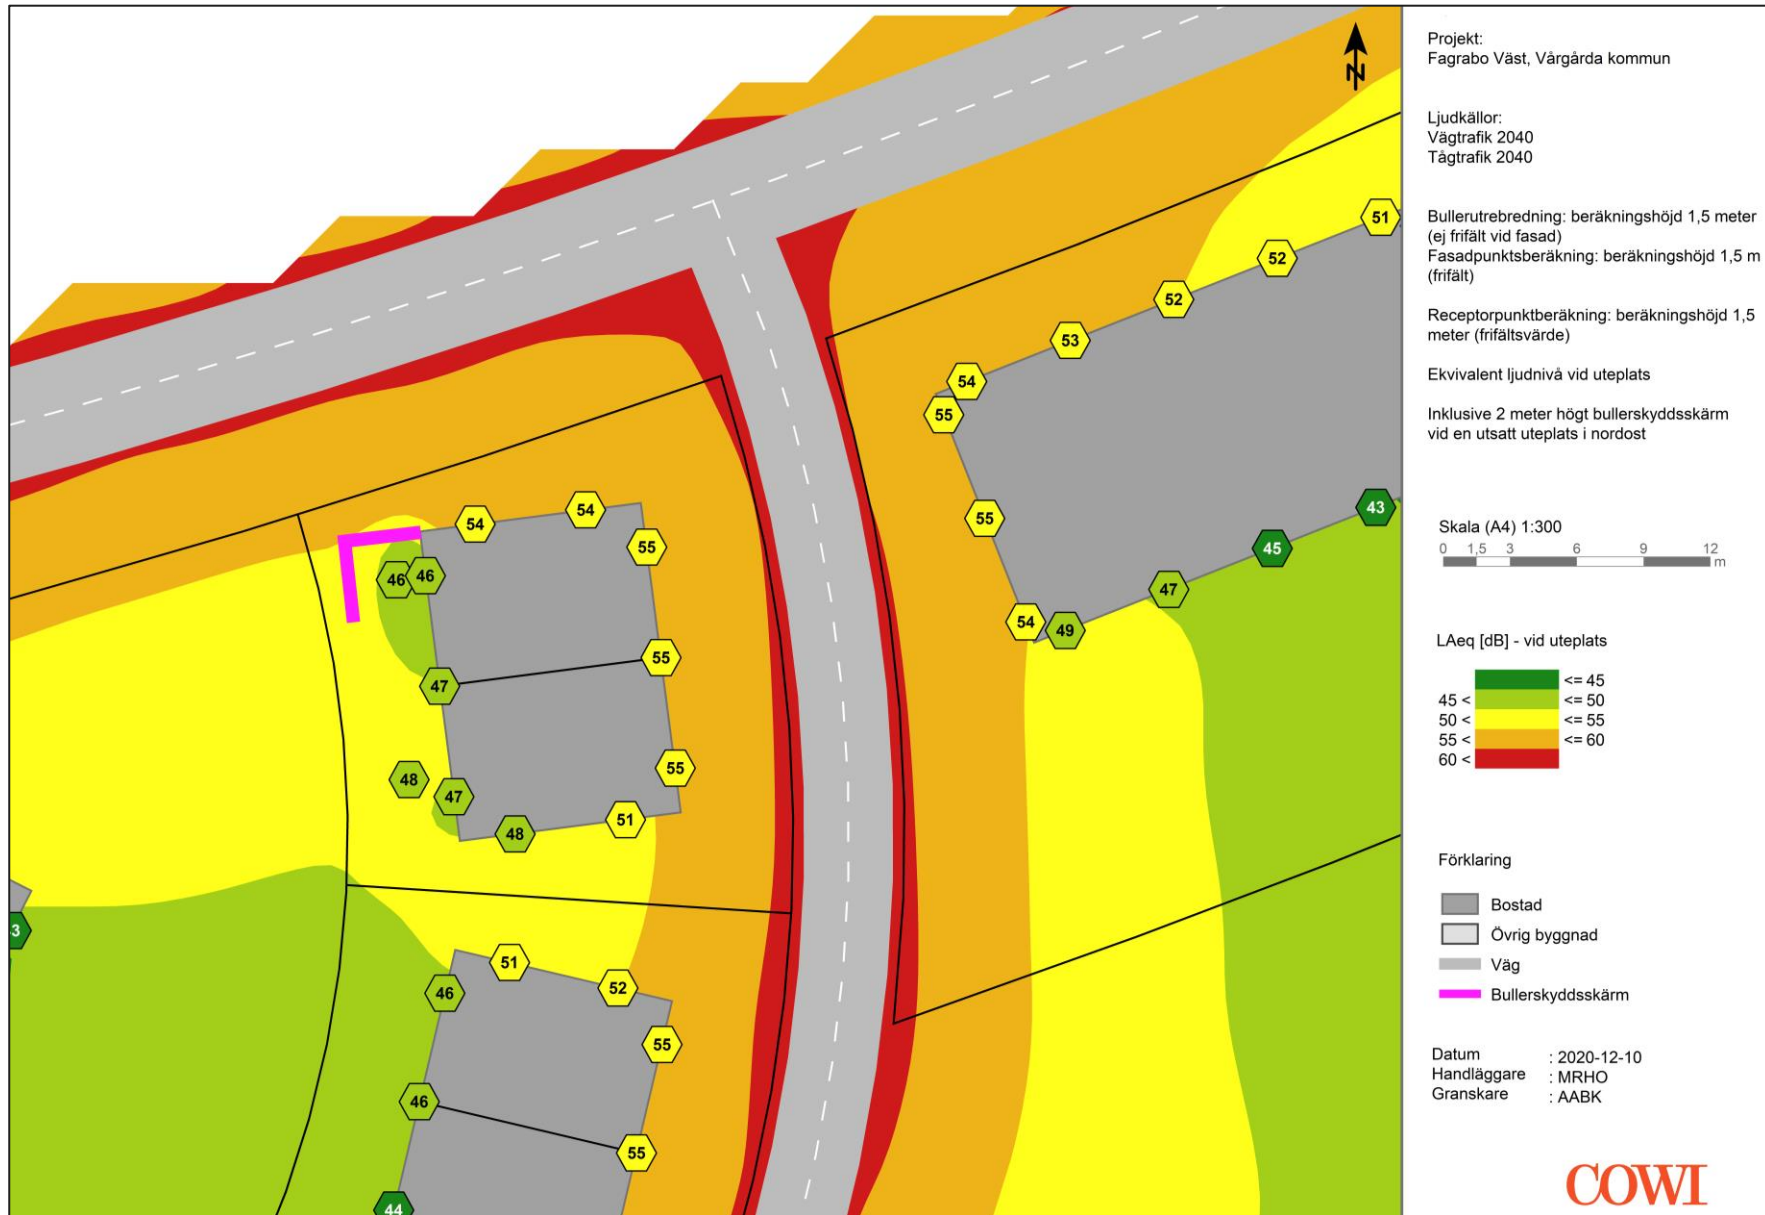 Projekt:
Fagrabo Väst, Vårgårda kommun
Ljudkällor:
Vägtrafik 2040
Tågtrafik 2040
Bullerutrebredning: beräkningshöjd 1,5 meter
(ej frifält vid fasad)
Fasadpunktsberäkning: beräkningshöjd 1,5 m
(frifält)
Receptorpunktberäkning: beräkningshöjd 1,5
meter (frifältsvärde)
Ekvivalent ljudnivå vid uteplats
Inklusive 2 meter högt bullerskyddsskärm
vid en utsatt uteplats i nordost
Skala (A4) 1:300
0 1,5 3 6 9 12
m
LAeq [dB] - vid uteplats
<= 45
45 < <= 50
50 < <= 55
55 < <= 60
60 <
Förklaring
Bostad
Övrig byggnad
Väg
Bullerskyddsskärm
Datum : 2020-12-10
Handläggare : MRHO
Granskare : AABK
COWI
N
51
52
52
53
54
55
55
54
49
47
45
43
54
54
55
46
46
55
47
55
48
47
51
48
51
52
46
55
46
55
44